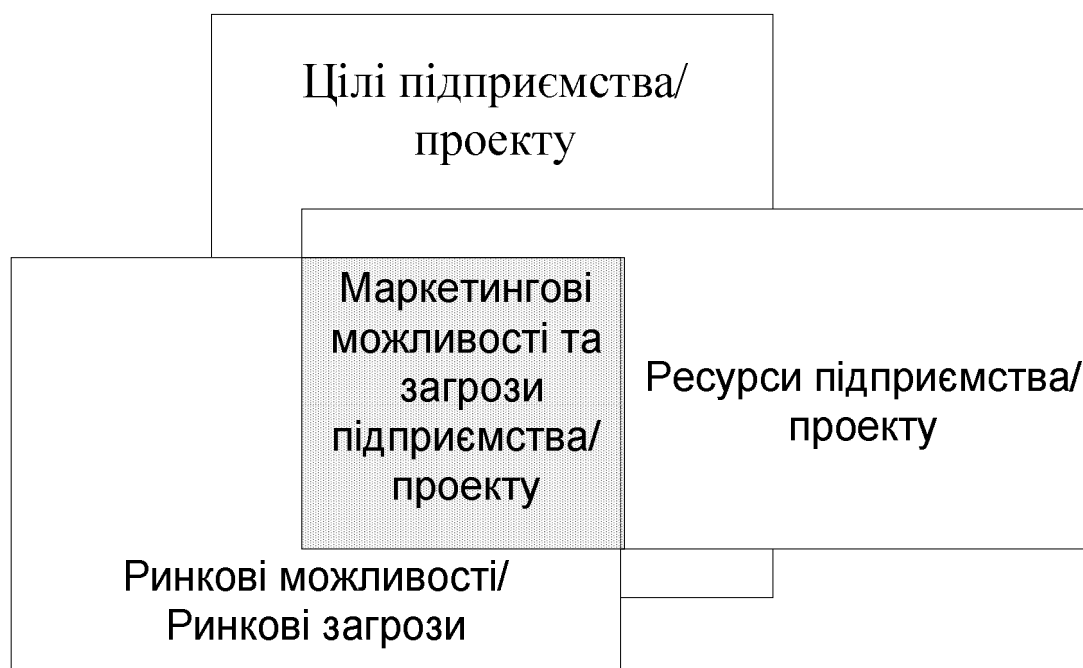 Цілі підприємства/
проекту
Маркетингові
можливості та
загрози
підприємства/
проекту
Ресурси підприємства/
проекту
Ринкові можливості/
Ринкові загрози